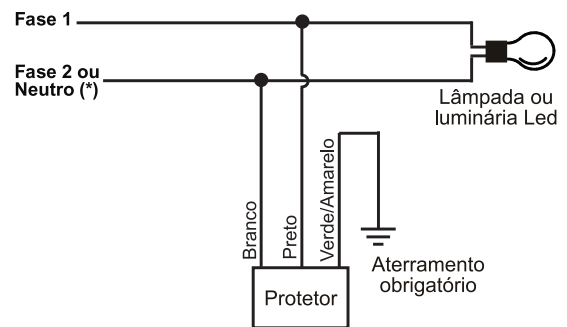 Fase 1
Fase 2 ou
Neutro (*)
Lâmpada ou
luminária Led
Branco
Preto
Verde/Amarelo
Aterramento
obrigatório
Protetor